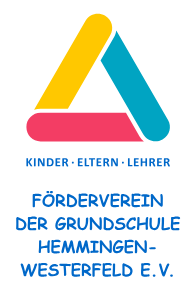 KINDER · ELTERN · LEHRER
FÖRDERVEREIN
DER GRUNDSCHULE
HEMMINGEN-
WESTERFELD E.V.